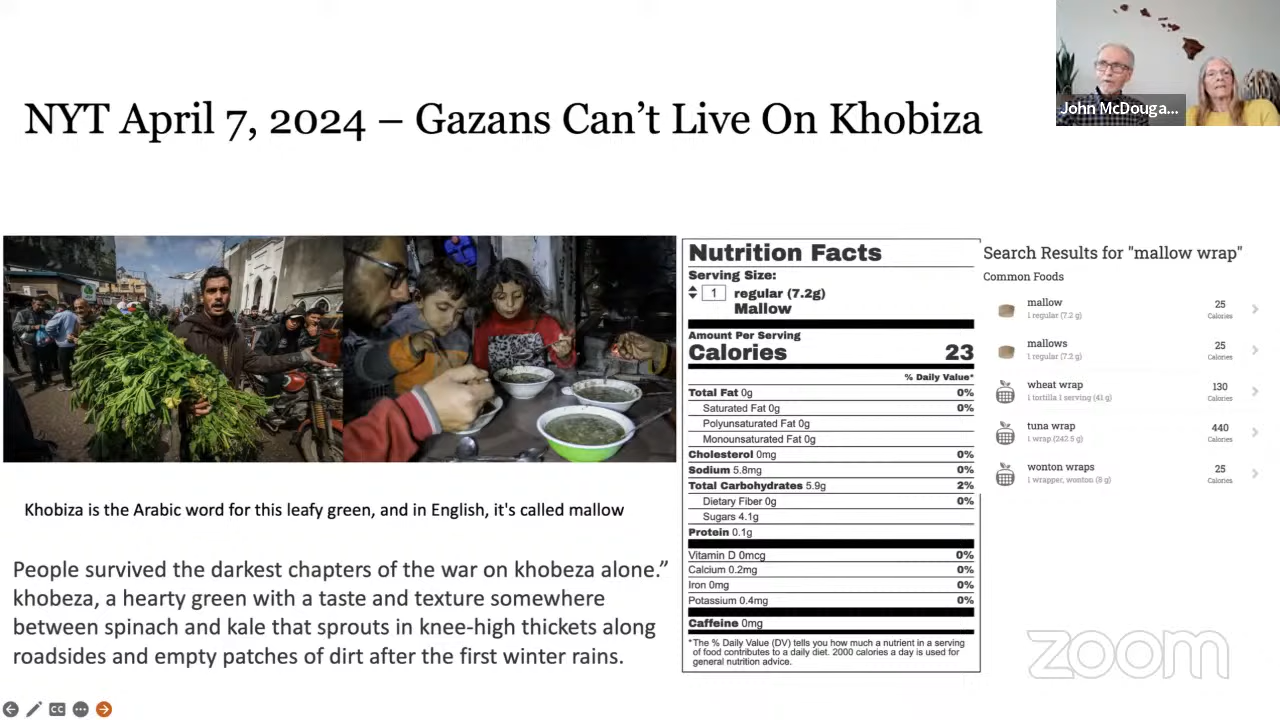 NYT April 7, 2024 – Gazans Can't Live On Khobiza
John McDouga...
Khobiza is the Arabic word for this leafy green, and in English, it's called mallow
People survived the darkest chapters of the war on khobeza alone.”
khobeza, a hearty green with a taste and texture somewhere
between spinach and kale that sprouts in knee-high thickets along
roadsides and empty patches of dirt after the first winter rains.
Nutrition Facts
Serving Size:
1 regular (7.2g)
Mallow
Amount Per Serving
Calories 23
% Daily Value*
Total Fat 0g 0%
Saturated Fat 0g 0%
Polyunsaturated Fat 0g
Monounsaturated Fat 0g
Cholesterol 0mg 0%
Sodium 5.8mg 0%
Total Carbohydrates 5.9g 2%
Dietary Fiber 0g 0%
Sugars 4.1g
Protein 0.1g
Vitamin D 0mcg 0%
Calcium 0.2mg 0%
Iron 0mg 0%
Potassium 0.4mg 0%
Caffeine 0mg
*The % Daily Value (DV) tells you how much a nutrient in a serving
of food contributes to a daily diet. 2000 calories a day is used for
general nutrition advice.
Search Results for "mallow wrap"
Common Foods
mallow 25
1 regular (7.2 g) Calories
mallows 25
1 regular (7.2 g) Calories
wheat wrap 130
1 tortilla 1 serving (41 g) Calories
tuna wrap 440
1 wrap (242.5 g) Calories
wonton wraps 25
1 wrapper, wonton (8 g) Calories
zoom
CC